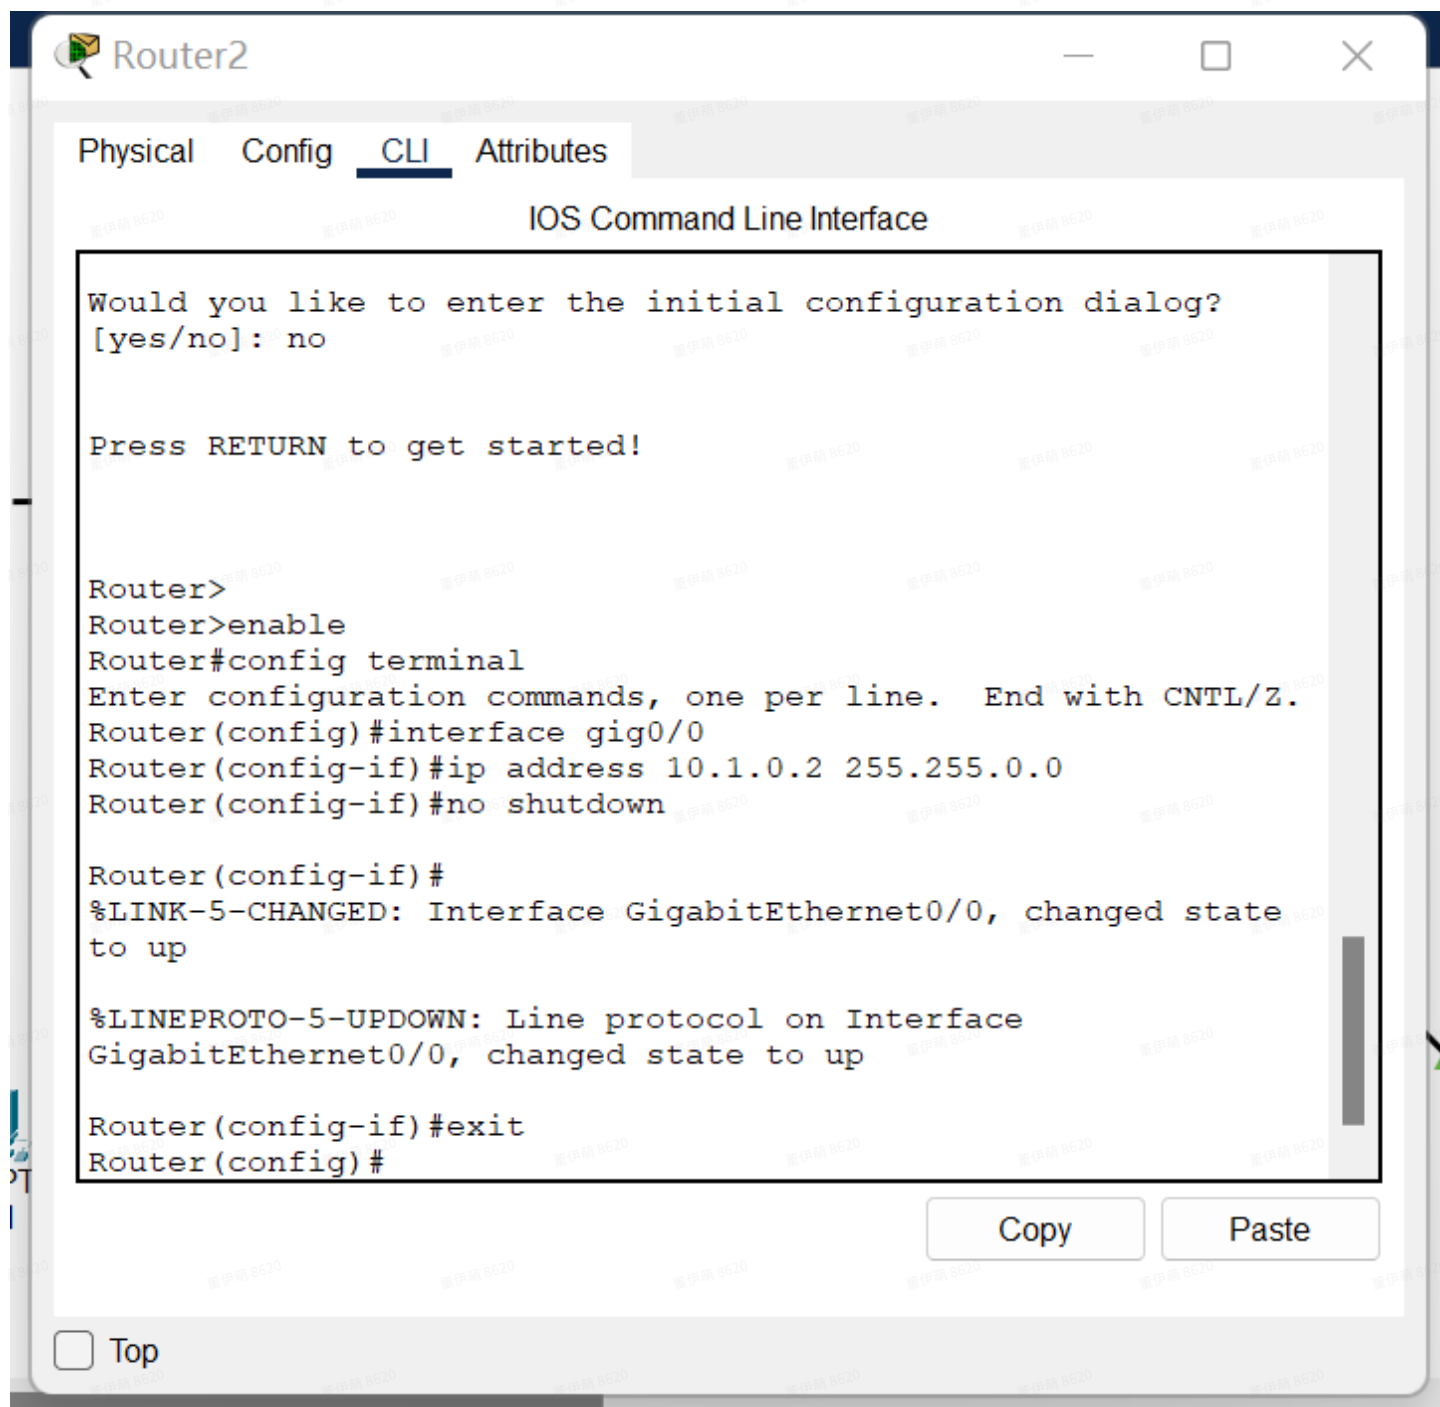 Router2
Physical Config CLI Attributes
IOS Command Line Interface
Would you like to enter the initial configuration dialog?
[yes/no]: no
Press RETURN to get started!
Router>
Router>enable
Router#config terminal
Enter configuration commands, one per line.  End with CNTL/Z.
Router(config)#interface gig0/0
Router(config-if)#ip address 10.1.0.2 255.255.0.0
Router(config-if)#no shutdown
Router(config-if)#
%LINK-5-CHANGED: Interface GigabitEthernet0/0, changed state
to up
%LINEPROTO-5-UPDOWN: Line protocol on Interface
GigabitEthernet0/0, changed state to up
Router(config-if)#exit
Router(config)#
Copy Paste
Top